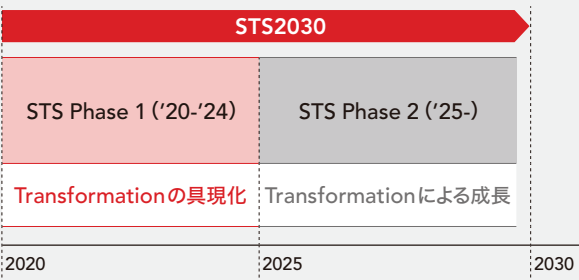 STS2030
STS Phase 1（’20-’24）
STS Phase 2（’25-）
Transformationの具現化
Transformationによる成長
2020
2025
2030